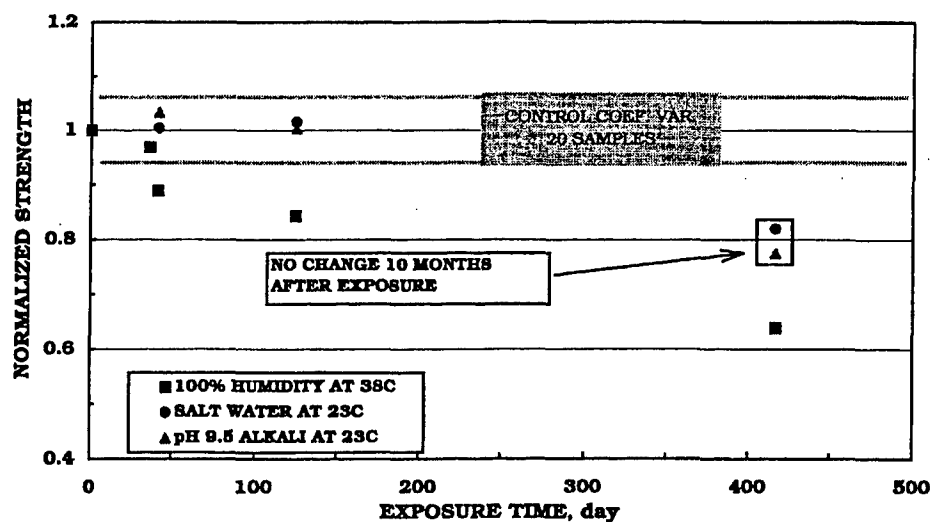 1.2
1
0.8
0.6
0.4
NORMALIZED STRENGTH
CONTROL COEF. VAR.
20 SAMPLES
NO CHANGE 10 MONTHS
AFTER EXPOSURE
100% HUMIDITY AT 38C
SALT WATER AT 23C
pH 9.5 ALKALI AT 23C
0 100 200 300 400 500
EXPOSURE TIME, day